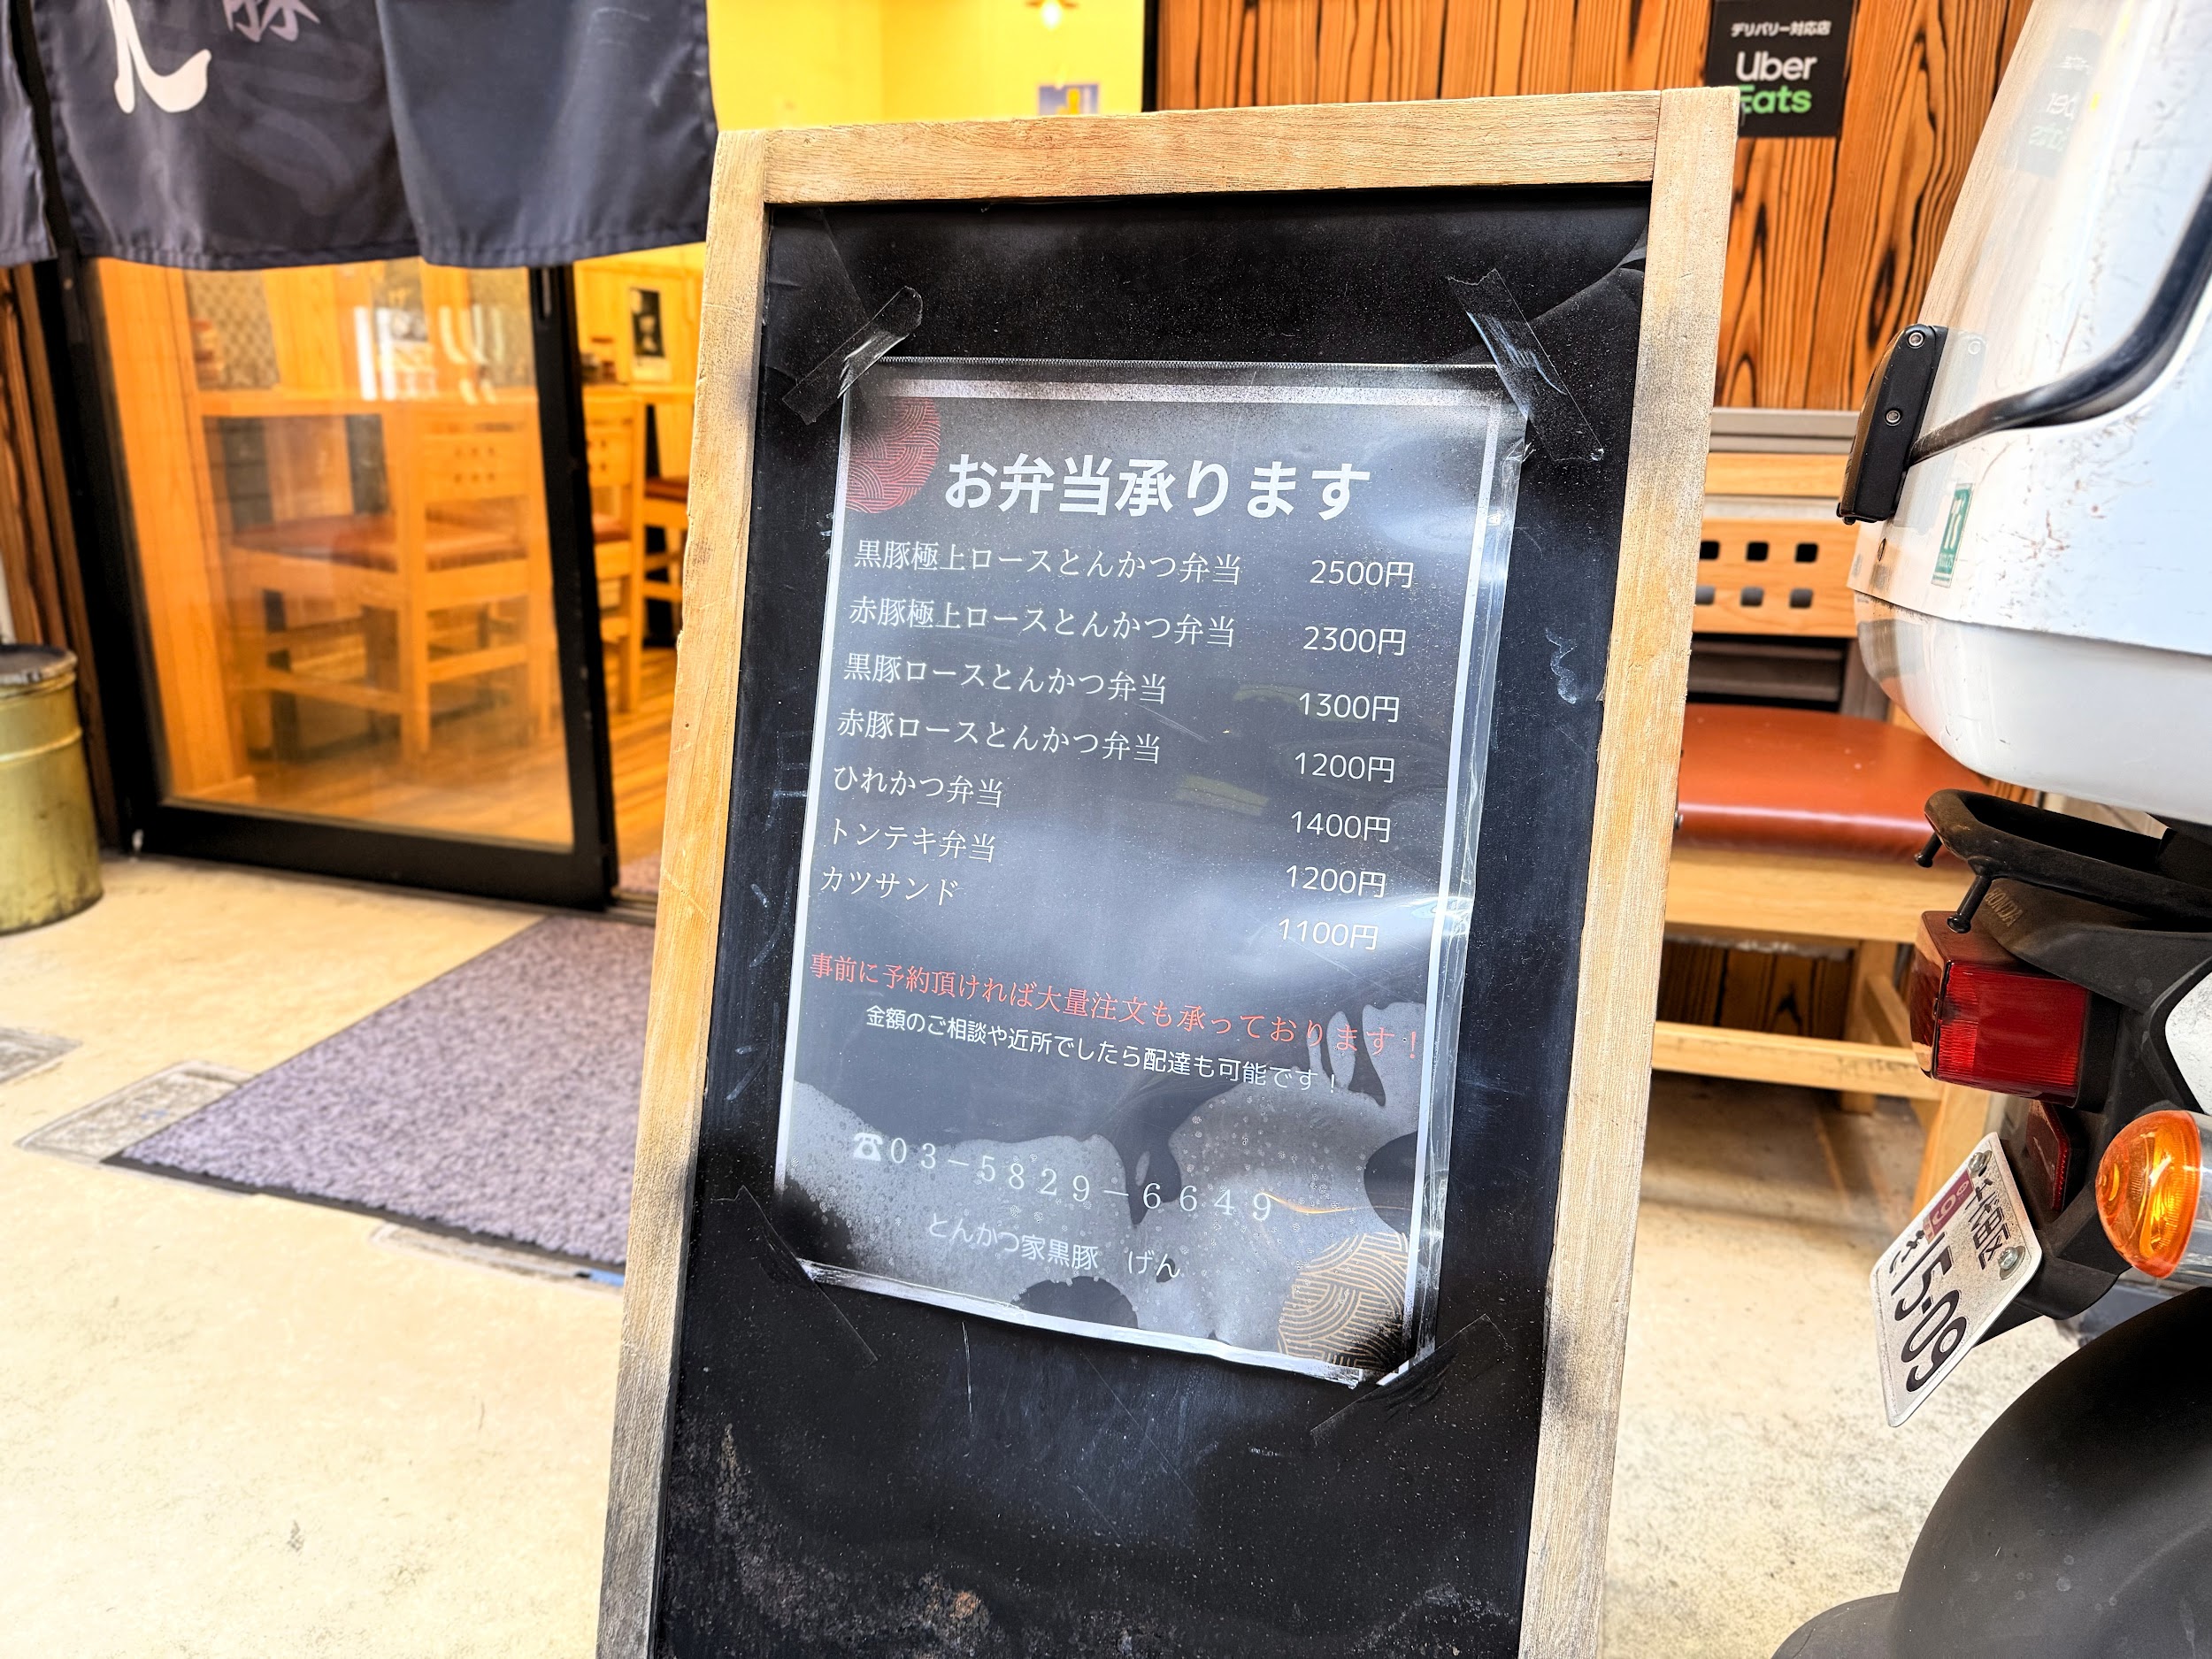 デリバリー対応店
Uber
Eats
豚
ん
お弁当承ります
黒豚極上ロースとんかつ弁当 2500円
赤豚極上ロースとんかつ弁当 2300円
黒豚ロースとんかつ弁当 1300円
赤豚ロースとんかつ弁当 1200円
ひれかつ弁当 1400円
トンテキ弁当 1200円
カツサンド 1100円
事前に予約頂ければ大量注文も承っております！
金額のご相談や近所でしたら配達も可能です！
☎０３－５８２９－６６４９
とんかつ家黒豚　げん
HONDA
15-09